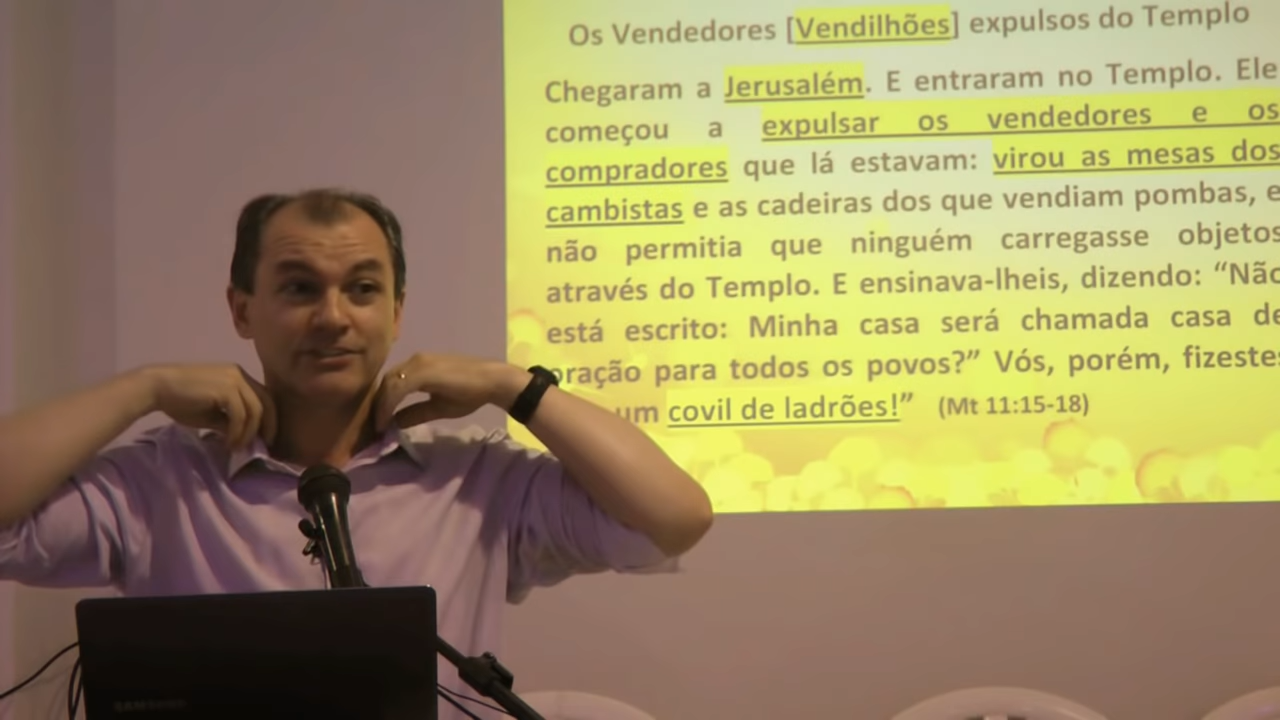 Os Vendedores [Vendilhões] expulsos do Templo
Chegaram a Jerusalém. E entraram no Templo. Ele
começou a expulsar os vendedores e os
compradores que lá estavam: virou as mesas dos
cambistas e as cadeiras dos que vendiam pombas, e
não permitia que ninguém carregasse objetos
através do Templo. E ensinava-lheis, dizendo: “Não
está escrito: Minha casa será chamada casa de
oração para todos os povos?” Vós, porém, fizestes
um covil de ladrões!” (Mt 11:15-18)
SAMSUNG